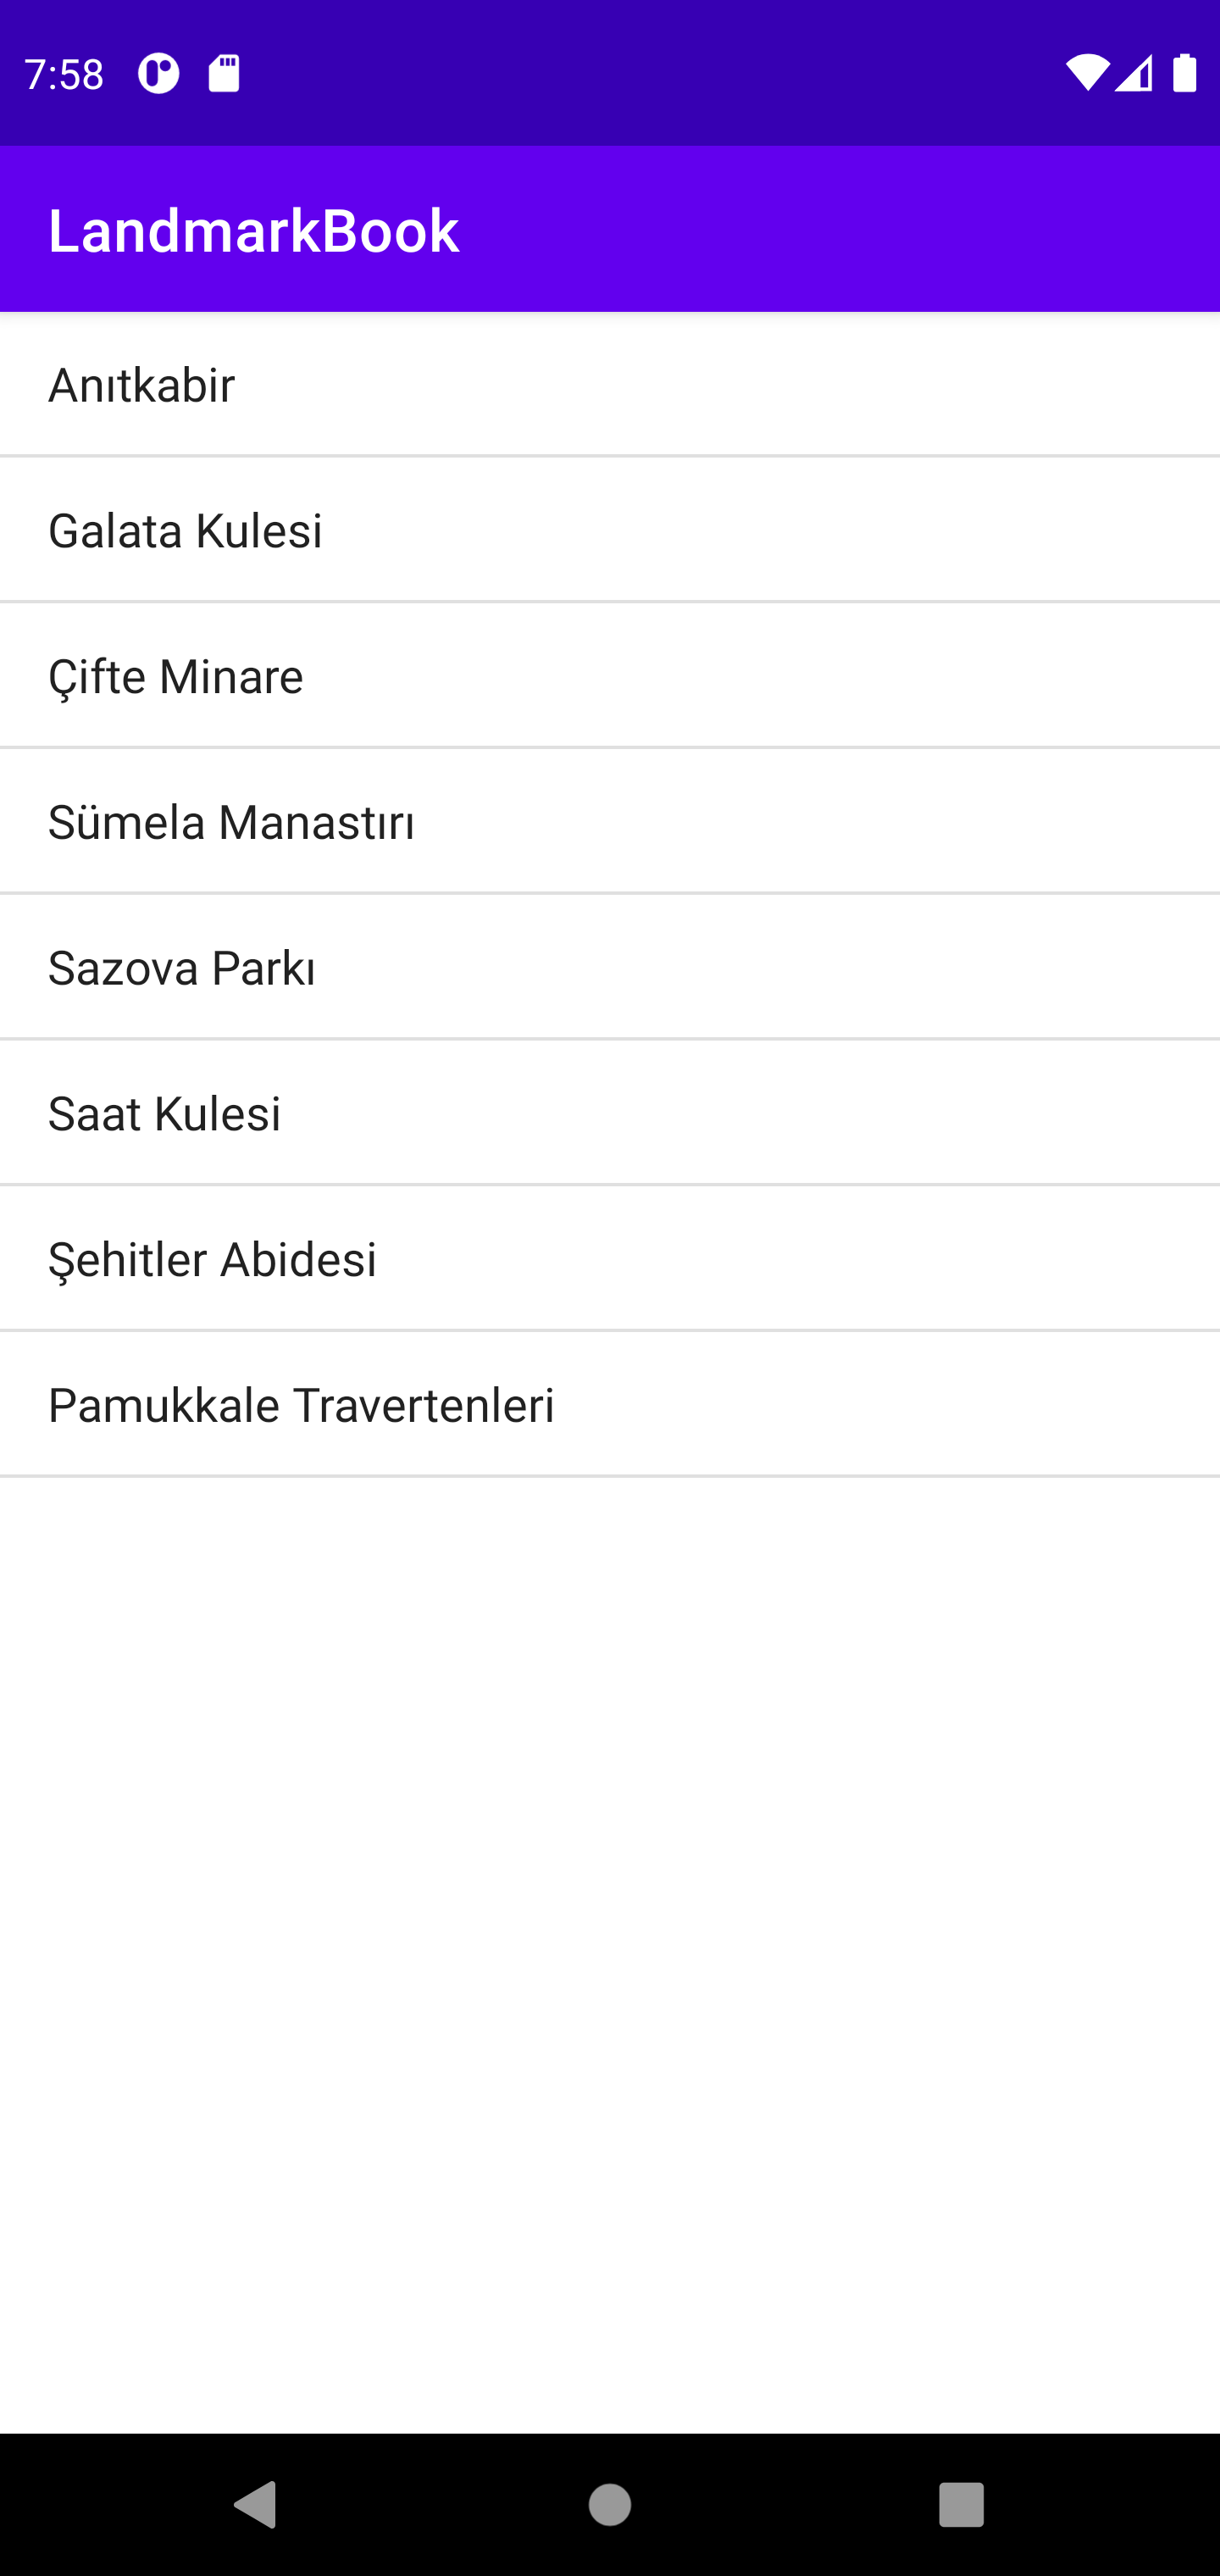 7:58
LandmarkBook
Anıtkabir
Galata Kulesi
Çifte Minare
Sümela Manastırı
Sazova Parkı
Saat Kulesi
Şehitler Abidesi
Pamukkale Travertenleri